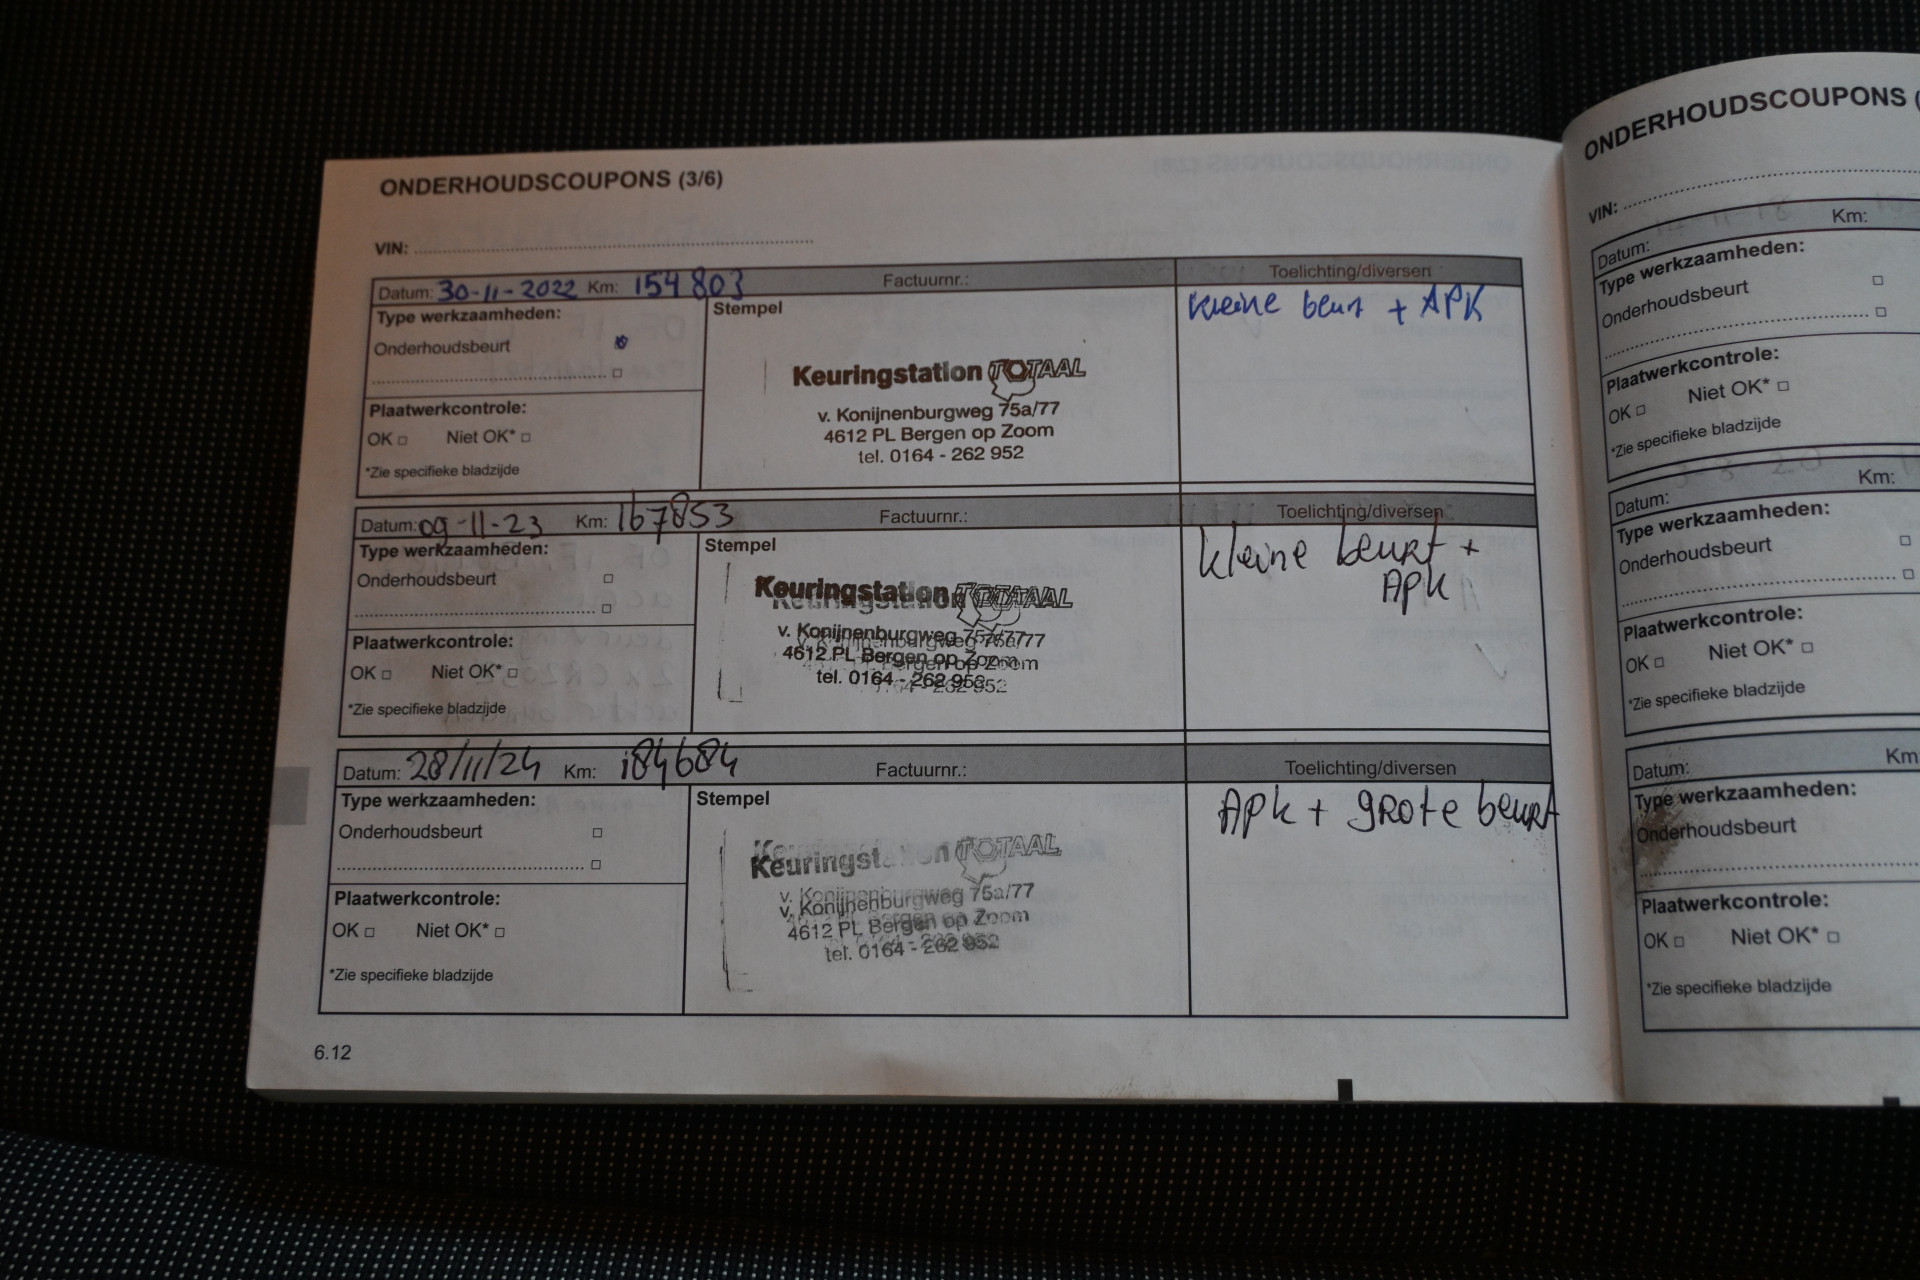 ONDERHOUDSCOUPONS (3/6)
VIN:
Datum: 30-11-2022 Km: 154803 Factuurnr.: Toelichting/diversen
Type werkzaamheden: Stempel kleine beurt + APK
Onderhoudsbeurt
Keuringstation TOTAAL
Plaatwerkcontrole: v. Konijnenburgweg 75a/77
OK Niet OK* 4612 PL Bergen op Zoom
*Zie specifieke bladzijde tel. 0164 - 262 952
Datum: 09-11-23 Km: 167853 Factuurnr.: Toelichting/diversen
Type werkzaamheden: Stempel kleine beurt +
APK
Onderhoudsbeurt Keuringstation TOTAAL
Plaatwerkcontrole: v. Konijnenburgweg 75a/77
4612 PL Bergen op Zoom
OK Niet OK* tel. 0164 - 262 952
*Zie specifieke bladzijde
Datum: 28/11/24 Km: 184684 Factuurnr.: Toelichting/diversen
Type werkzaamheden: Stempel APK + grote beurt
Onderhoudsbeurt Keuringstation TOTAAL
Plaatwerkcontrole: v. Konijnenburgweg 75a/77
OK Niet OK* 4612 PL Bergen op Zoom
tel. 0164 - 262 952
*Zie specifieke bladzijde
6.12
ONDERHOUDSCOUPONS (
VIN:
Datum: Km:
Type werkzaamheden:
Onderhoudsbeurt
Plaatwerkcontrole:
OK Niet OK*
*Zie specifieke bladzijde
Datum: Km:
Type werkzaamheden:
Onderhoudsbeurt
Plaatwerkcontrole:
OK Niet OK*
*Zie specifieke bladzijde
Datum: Km
Type werkzaamheden:
Onderhoudsbeurt
Plaatwerkcontrole:
OK Niet OK*
*Zie specifieke bladzijde